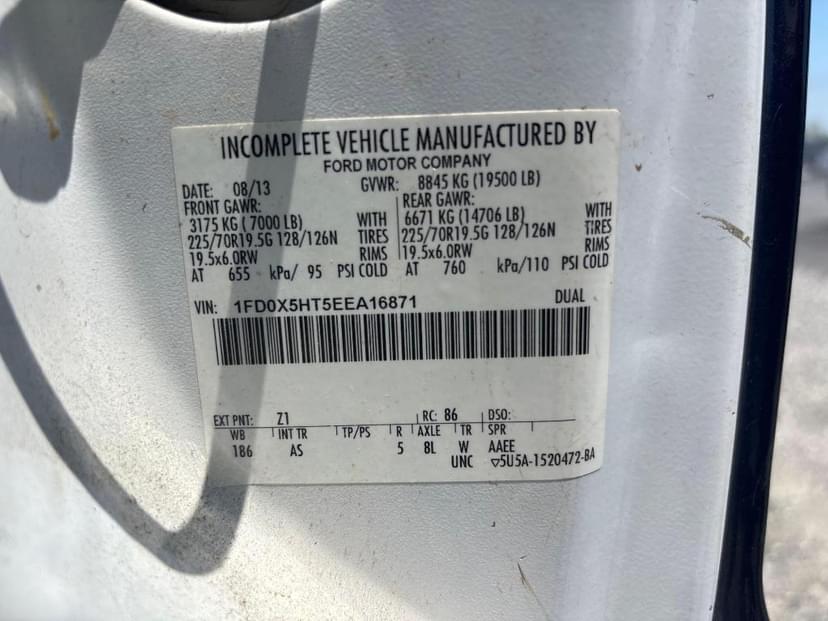 INCOMPLETE VEHICLE MANUFACTURED BY
FORD MOTOR COMPANY
DATE: 08/13 GVWR: 8845 KG (19500 LB)
FRONT GAWR: REAR GAWR:
3175 KG ( 7000 LB) WITH 6671 KG (14706 LB) WITH
225/70R19.5G 128/126N TIRES 225/70R19.5G 128/126N TIRES
19.5x6.0RW RIMS 19.5x6.0RW RIMS
AT 655 kPa/ 95 PSI COLD AT 760 kPa/110 PSI COLD
VIN: 1FD0X5HT5EEA16871 DUAL
EXT PNT: Z1 RC: 86 DSO:
WB INT TR TP/PS R AXLE TR SPR
186 AS 5 8L W AAEE
UNC ▽5U5A-1520472-BA